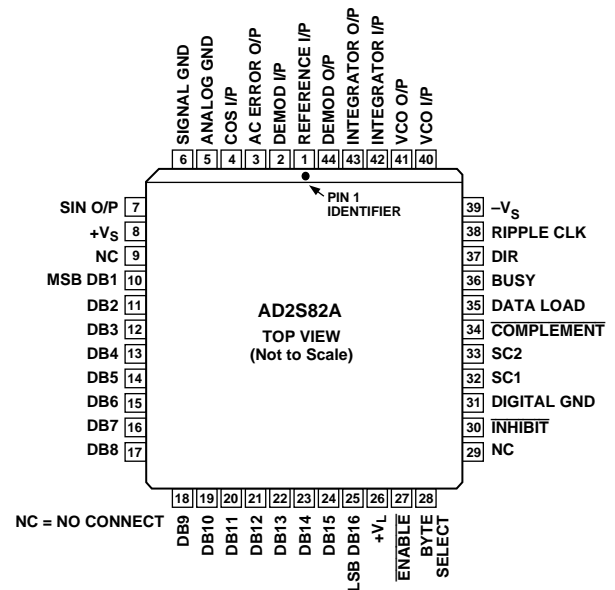 SIGNAL GND
ANALOG GND
COS I/P
AC ERROR O/P
DEMOD I/P
REFERENCE I/P
DEMOD O/P
INTEGRATOR O/P
INTEGRATOR I/P
VCO O/P
VCO I/P
6 5 4 3 2 1 44 43 42 41 40
PIN 1
IDENTIFIER
SIN O/P 7
+VS 8
NC 9
MSB DB1 10
DB2 11
DB3 12
DB4 13
DB5 14
DB6 15
DB7 16
DB8 17
AD2S82A
TOP VIEW
(Not to Scale)
39 –VS
38 RIPPLE CLK
37 DIR
36 BUSY
35 DATA LOAD
34 COMPLEMENT
33 SC2
32 SC1
31 DIGITAL GND
30 INHIBIT
29 NC
18 19 20 21 22 23 24 25 26 27 28
NC = NO CONNECT
DB9
DB10
DB11
DB12
DB13
DB14
DB15
LSB DB16
+VL
ENABLE
BYTE
SELECT